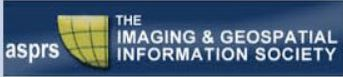 asprs
THE
IMAGING & GEOSPATIAL
INFORMATION SOCIETY